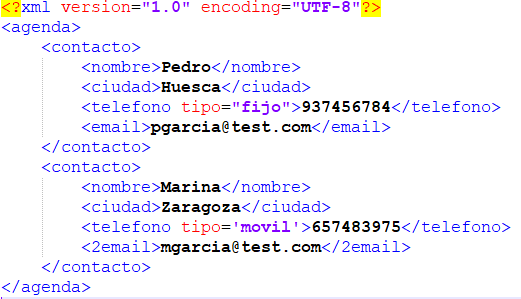 <?xml version="1.0" encoding="UTF-8"?>
<agenda>
<contacto>
<nombre>Pedro</nombre>
<ciudad>Huesca</ciudad>
<telefono tipo="fijo">937456784</telefono>
<email>pgarcia@test.com</email>
</contacto>
<contacto>
<nombre>Marina</nombre>
<ciudad>Zaragoza</ciudad>
<telefono tipo='movil'>657483975</telefono>
<2email>mgarcia@test.com</2email>
</contacto>
</agenda>